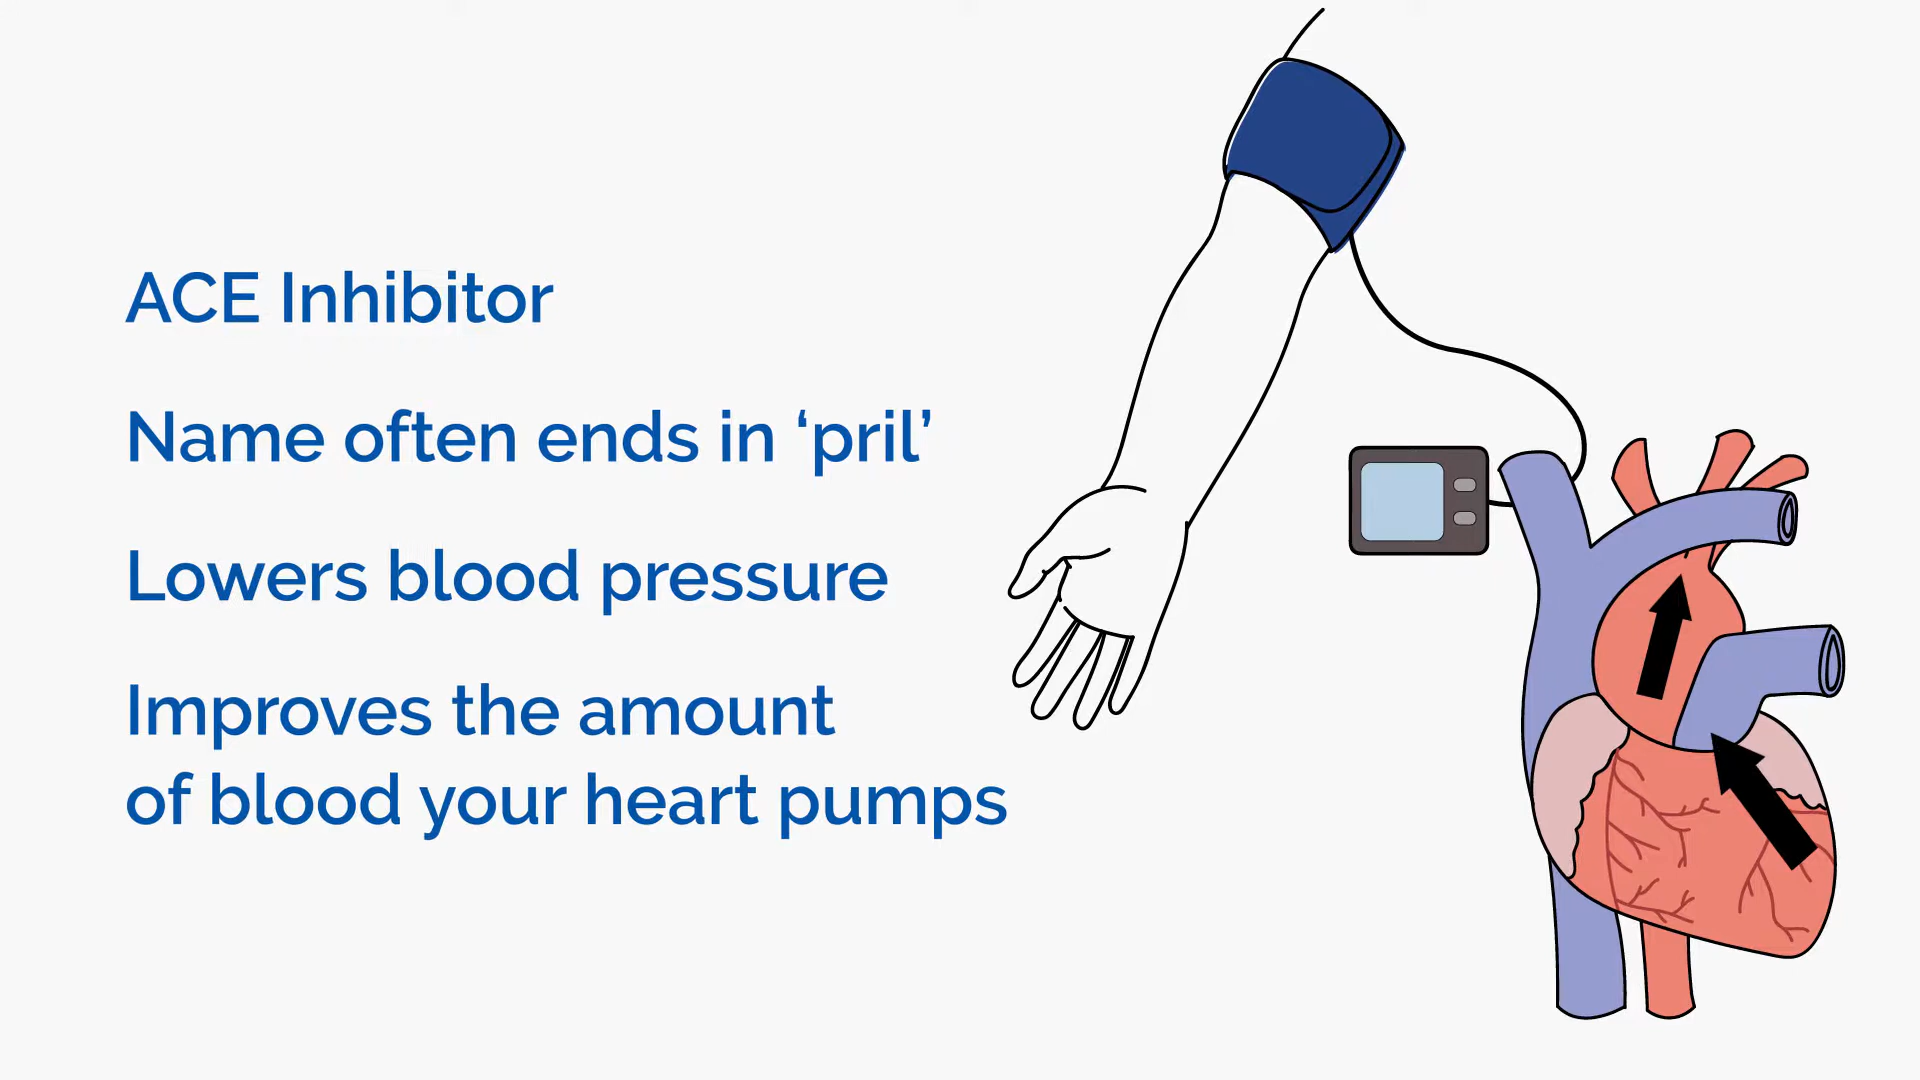 ACE Inhibitor
Name often ends in ‘pril’
Lowers blood pressure
Improves the amount
of blood your heart pumps